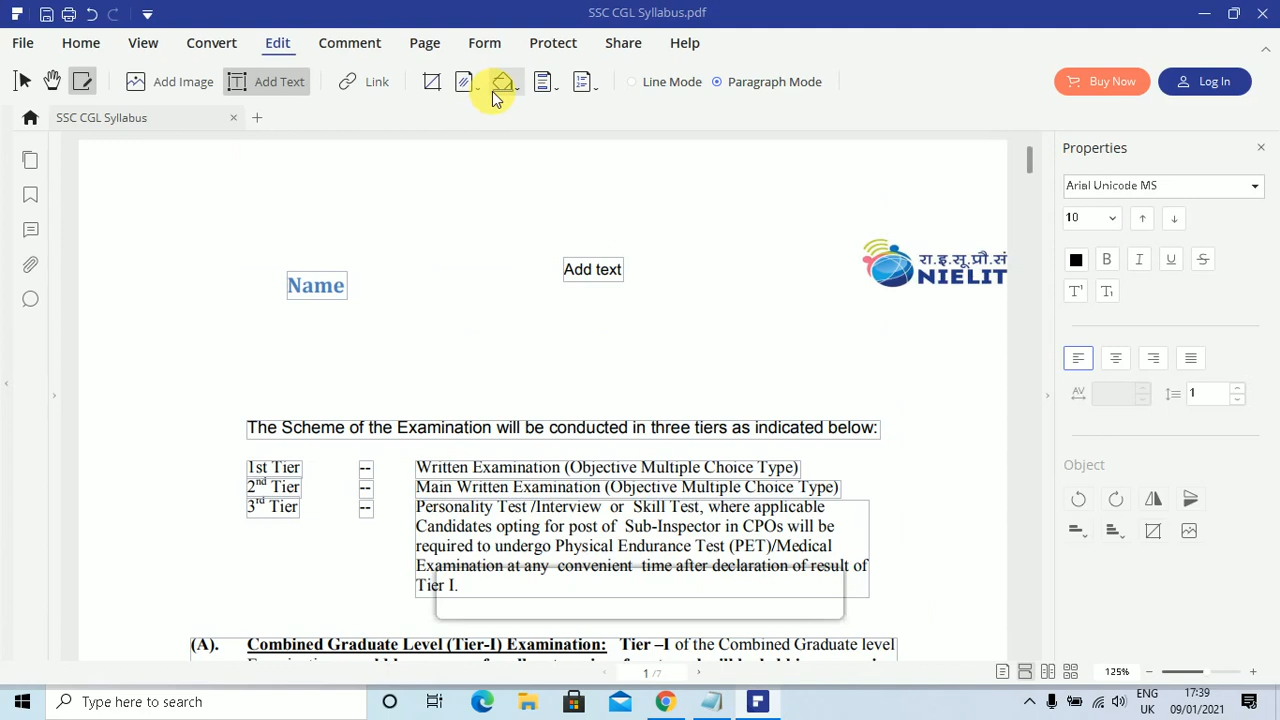 SSC CGL Syllabus.pdf
File Home View Convert Edit Comment Page Form Protect Share Help
Add Image Add Text Link Line Mode Paragraph Mode Buy Now Log In
SSC CGL Syllabus
Properties
Arial Unicode MS
10
Add text
Name
रा.इ.सू.प्रौ.सं
NIELIT
1
The Scheme of the Examination will be conducted in three tiers as indicated below:
1st Tier -- Written Examination (Objective Multiple Choice Type)
2nd Tier -- Main Written Examination (Objective Multiple Choice Type)
3rd Tier -- Personality Test /Interview or Skill Test, where applicable
Candidates opting for post of Sub-Inspector in CPOs will be
required to undergo Physical Endurance Test (PET)/Medical
Examination at any convenient time after declaration of result of
Tier I.
Object
(A). Combined Graduate Level (Tier-I) Examination: Tier –I of the Combined Graduate level
1 /7
125%
Type here to search
ENG
UK
17:39
09/01/2021